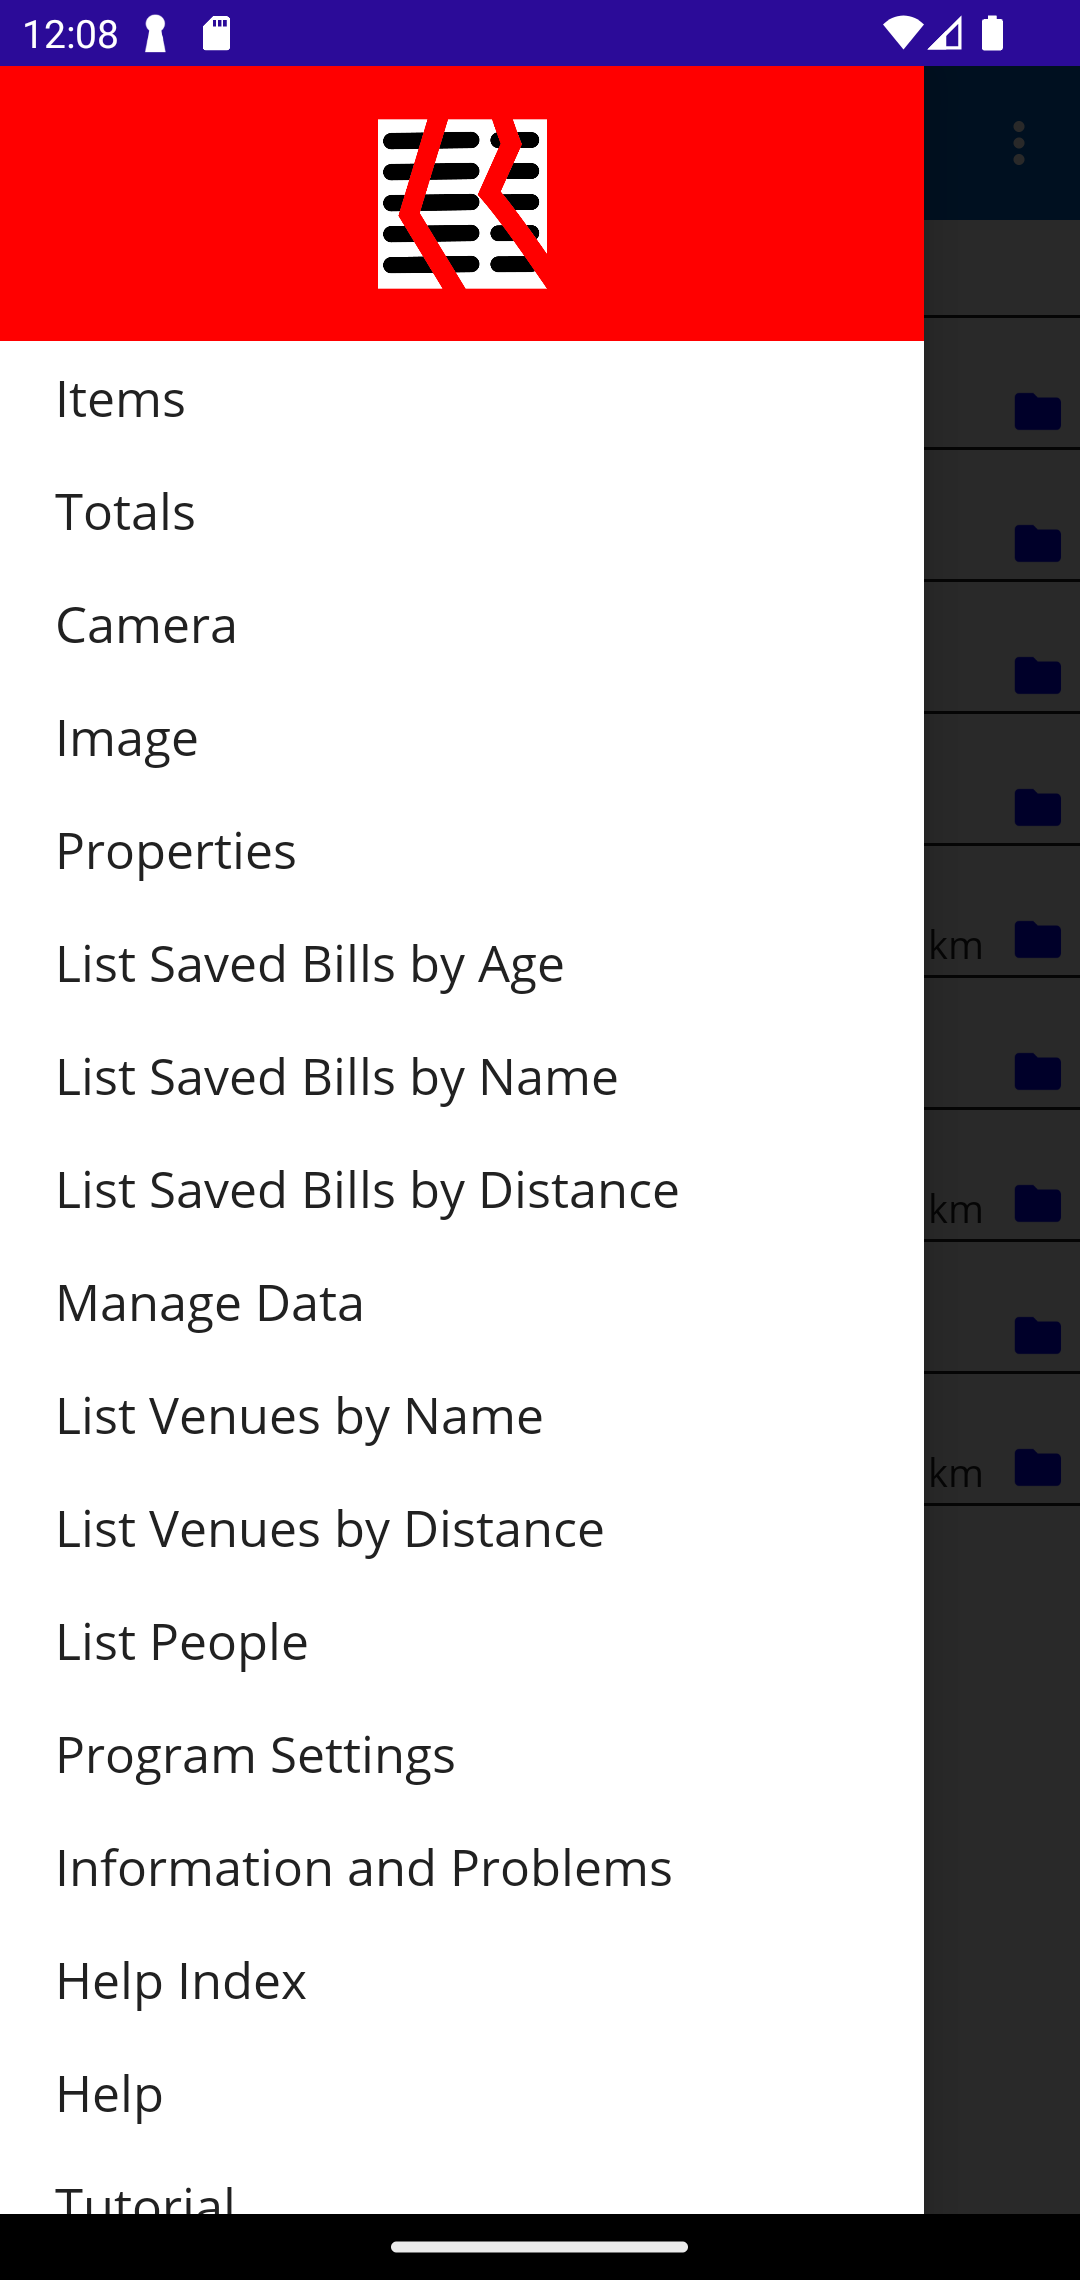 12:08
Items
Totals
Camera
Image
Properties
List Saved Bills by Age
List Saved Bills by Name
km
List Saved Bills by Distance
km
Manage Data
List Venues by Name
km
List Venues by Distance
List People
Program Settings
Information and Problems
Help Index
Help
Tutorial